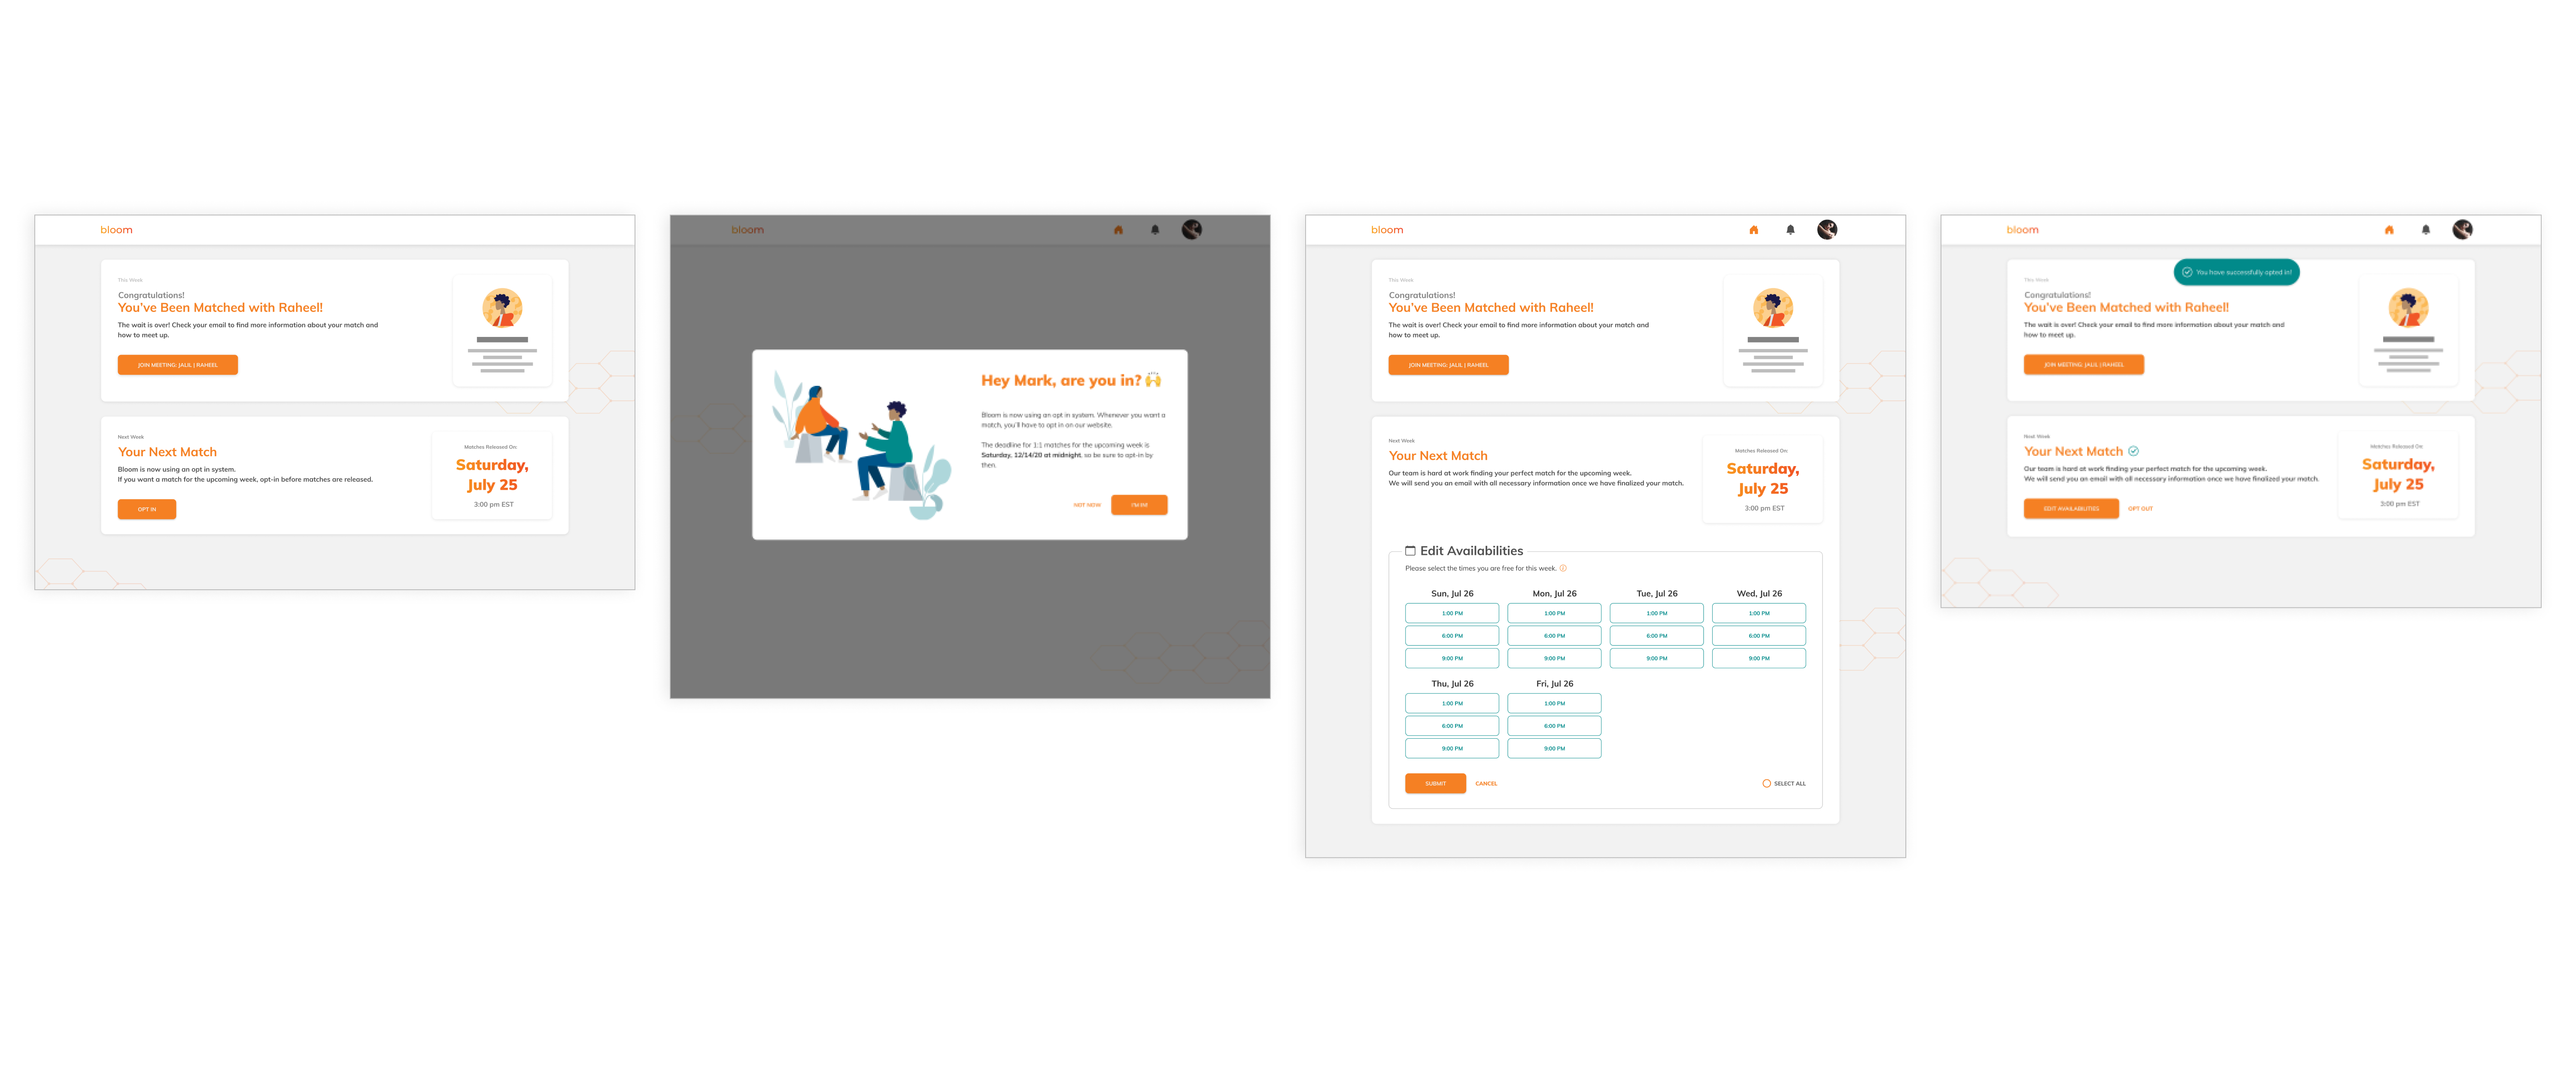 bloom
This Week
Congratulations!
You've Been Matched with Raheel!
The wait is over! Check your email to find more information about your match and
how to meet up.
JOIN MEETING: JALIL | RAHEEL
Next Week
Your Next Match
Bloom is now using an opt in system.
If you want a match for the upcoming week, opt-in before matches are released.
OPT IN
Matches Released On:
Saturday,
July 25
3:00 pm EST
bloom
Hey Mark, are you in? 🙌
Bloom is now using an opt in system. Whenever you want a
match, you'll have to opt in on our website.
The deadline for 1:1 matches for the upcoming week is
Saturday, 12/14/20 at midnight, so be sure to opt-in by
then.
NOT NOW
I'M IN!
bloom
This Week
Congratulations!
You've Been Matched with Raheel!
The wait is over! Check your email to find more information about your match and
how to meet up.
JOIN MEETING: JALIL | RAHEEL
Next Week
Your Next Match
Our team is hard at work finding your perfect match for the upcoming week.
We will send you an email with all necessary information once we have finalized your match.
Matches Released On:
Saturday,
July 25
3:00 pm EST
Edit Availabilities
Please select the times you are free for this week.
Sun, Jul 26 Mon, Jul 26 Tue, Jul 26 Wed, Jul 26
1:00 PM 1:00 PM 1:00 PM 1:00 PM
6:00 PM 6:00 PM 6:00 PM 6:00 PM
9:00 PM 9:00 PM 9:00 PM 9:00 PM
Thu, Jul 26 Fri, Jul 26
1:00 PM 1:00 PM
6:00 PM 6:00 PM
9:00 PM 9:00 PM
SUBMIT CANCEL SELECT ALL
bloom
You have successfully opted in!
This Week
Congratulations!
You've Been Matched with Raheel!
The wait is over! Check your email to find more information about your match and
how to meet up.
JOIN MEETING: JALIL | RAHEEL
Next Week
Your Next Match
Our team is hard at work finding your perfect match for the upcoming week.
We will send you an email with all necessary information once we have finalized your match.
EDIT AVAILABILITIES OPT OUT
Matches Released On:
Saturday,
July 25
3:00 pm EST